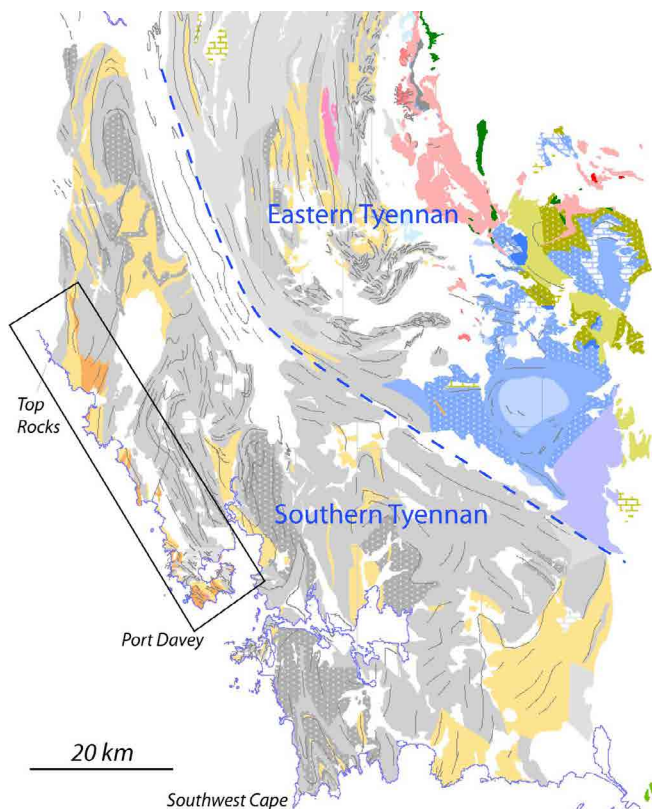 Eastern Tyennan
Top
Rocks
Southern Tyennan
Port Davey
20 km
Southwest Cape